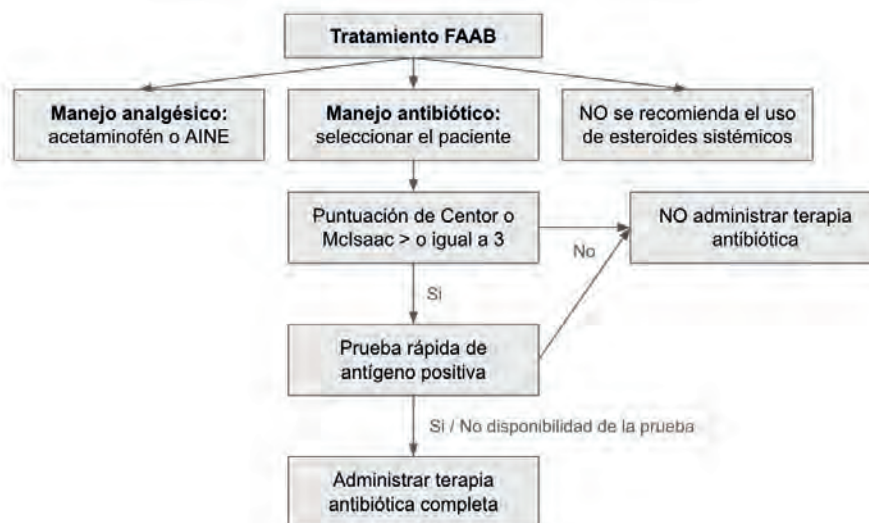 Tratamiento FAAB
Manejo analgésico:
acetaminofén o AINE
Manejo antibiótico:
seleccionar el paciente
NO se recomienda el uso
de esteroides sistémicos
Puntuación de Centor o
McIsaac > o igual a 3
No
NO administrar terapia
antibiótica
Si
Prueba rápida de
antígeno positiva
Si / No disponibilidad de la prueba
Administrar terapia
antibiótica completa